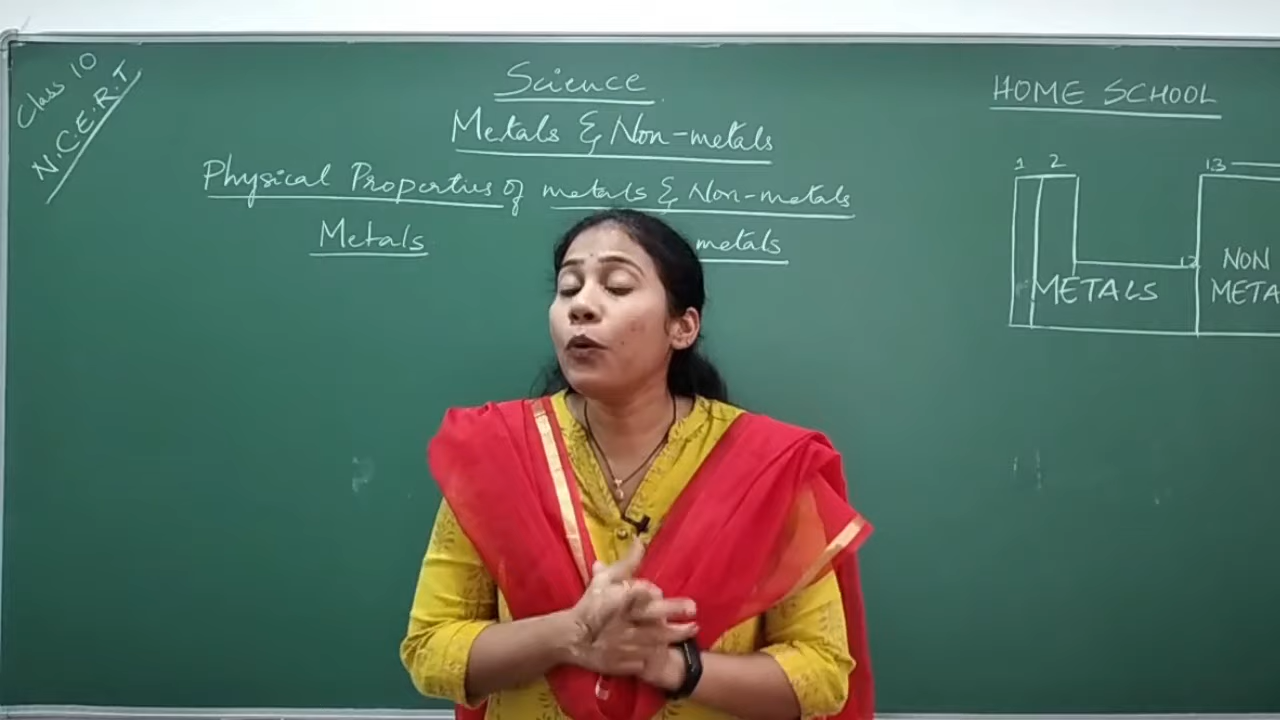 Class 10
N.C.E.R.T
Science
Metals & Non-metals
Physical Properties of metals & Non-metals
Metals
metals
HOME SCHOOL
1 2
13
12
METALS
NON
META